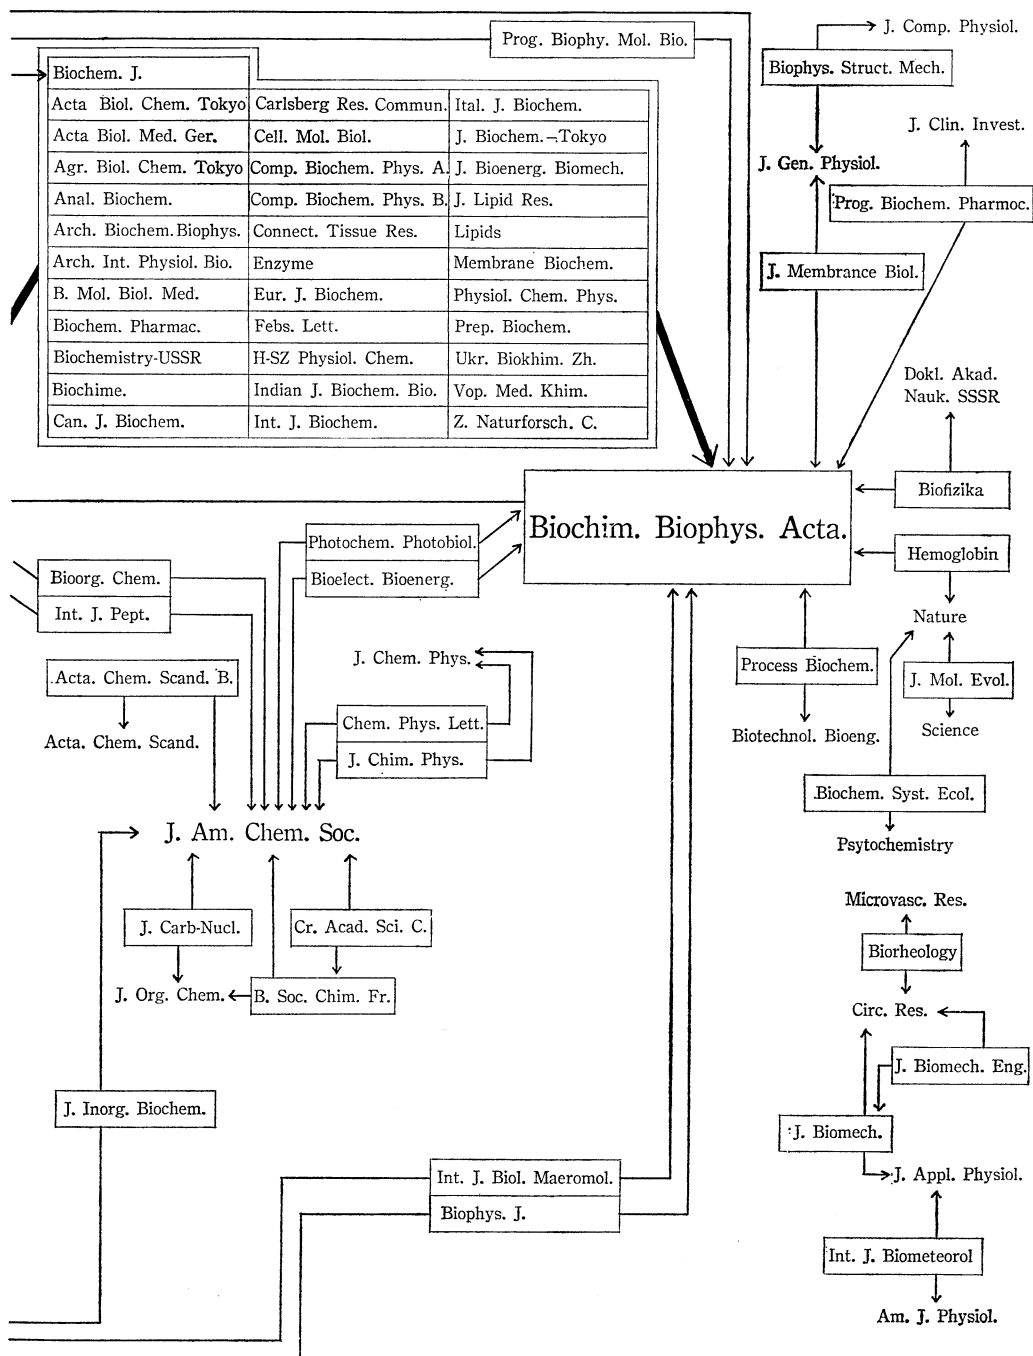 Prog. Biophy. Mol. Bio.
J. Comp. Physiol.
Biophys. Struct. Mech.
J. Clin. Invest.
J. Gen. Physiol.
Prog. Biochem. Pharmoc.
J. Membrance Biol.
Biochem. J.
Acta Biol. Chem. Tokyo Carlsberg Res. Commun. Ital. J. Biochem.
Acta Biol. Med. Ger. Cell. Mol. Biol. J. Biochem.-Tokyo
Agr. Biol. Chem. Tokyo Comp. Biochem. Phys. A. J. Bioenerg. Biomech.
Anal. Biochem. Comp. Biochem. Phys. B. J. Lipid Res.
Arch. Biochem. Biophys. Connect. Tissue Res. Lipids
Arch. Int. Physiol. Bio. Enzyme Membrane Biochem.
B. Mol. Biol. Med. Eur. J. Biochem. Physiol. Chem. Phys.
Biochem. Pharmac. Febs. Lett. Prep. Biochem.
Biochemistry-USSR H-SZ Physiol. Chem. Ukr. Biokhim. Zh.
Biochime. Indian J. Biochem. Bio. Vop. Med. Khim.
Can. J. Biochem. Int. J. Biochem. Z. Naturforsch. C.
Dokl. Akad.
Nauk. SSSR
Biofizika
Biochim. Biophys. Acta.
Photochem. Photobiol.
Bioelect. Bioenerg.
Hemoglobin
Bioorg. Chem.
Int. J. Pept.
Nature
J. Chem. Phys.
Process Biochem.
J. Mol. Evol.
Acta. Chem. Scand. B.
Chem. Phys. Lett.
J. Chim. Phys.
Acta. Chem. Scand.
Biotechnol. Bioeng.
Science
Biochem. Syst. Ecol.
J. Am. Chem. Soc.
Psytochemistry
Microvasc. Res.
J. Carb-Nucl.
Cr. Acad. Sci. C.
Biorheology
J. Org. Chem.
B. Soc. Chim. Fr.
Circ. Res.
J. Biomech. Eng.
J. Inorg. Biochem.
J. Biomech.
Int. J. Biol. Maeromol.
Biophys. J.
J. Appl. Physiol.
Int. J. Biometeorol
Am. J. Physiol.